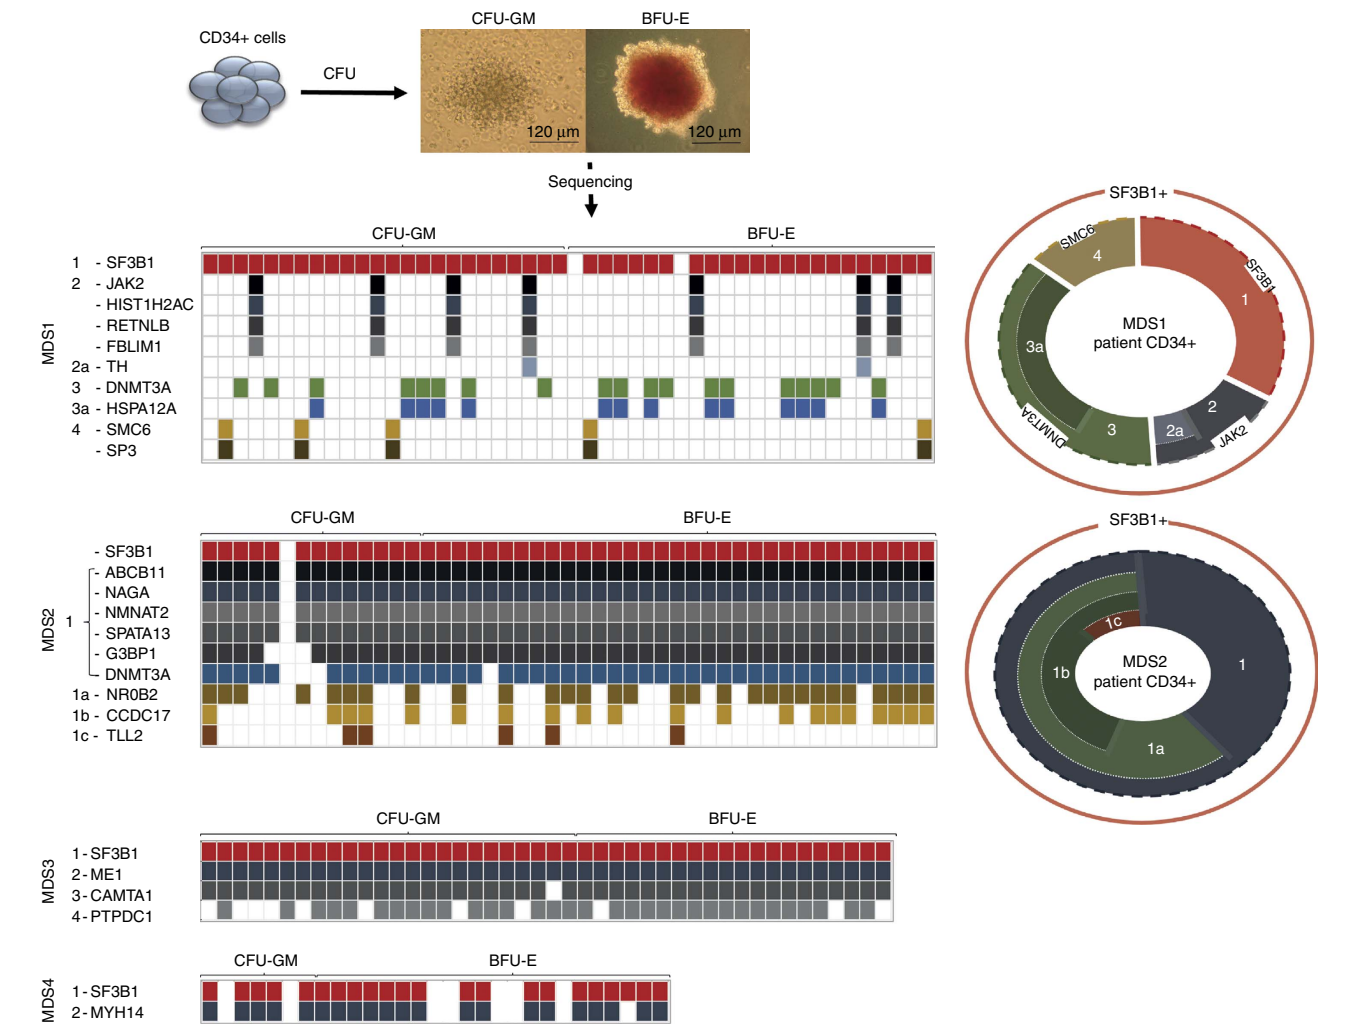 CFU-GM BFU-E
CD34+ cells
CFU
120 µm 120 µm
Sequencing
CFU-GM BFU-E
MDS1
1 - SF3B1
2 - JAK2
- HIST1H2AC
- RETNLB
- FBLIM1
2a - TH
3 - DNMT3A
3a - HSPA12A
4 - SMC6
- SP3
SF3B1+
SMC6
4
SF3B1
1
MDS1
patient CD34+
3a
2
2a
3
DNMT3A
JAK2
CFU-GM BFU-E
MDS2
- SF3B1
1
- ABCB11
- NAGA
- NMNAT2
- SPATA13
- G3BP1
- DNMT3A
1a - NR0B2
1b - CCDC17
1c - TLL2
SF3B1+
1c
1b
MDS2
patient CD34+
1
1a
CFU-GM BFU-E
MDS3
1 - SF3B1
2 - ME1
3 - CAMTA1
4 - PTPDC1
CFU-GM BFU-E
MDS4
1 - SF3B1
2 - MYH14